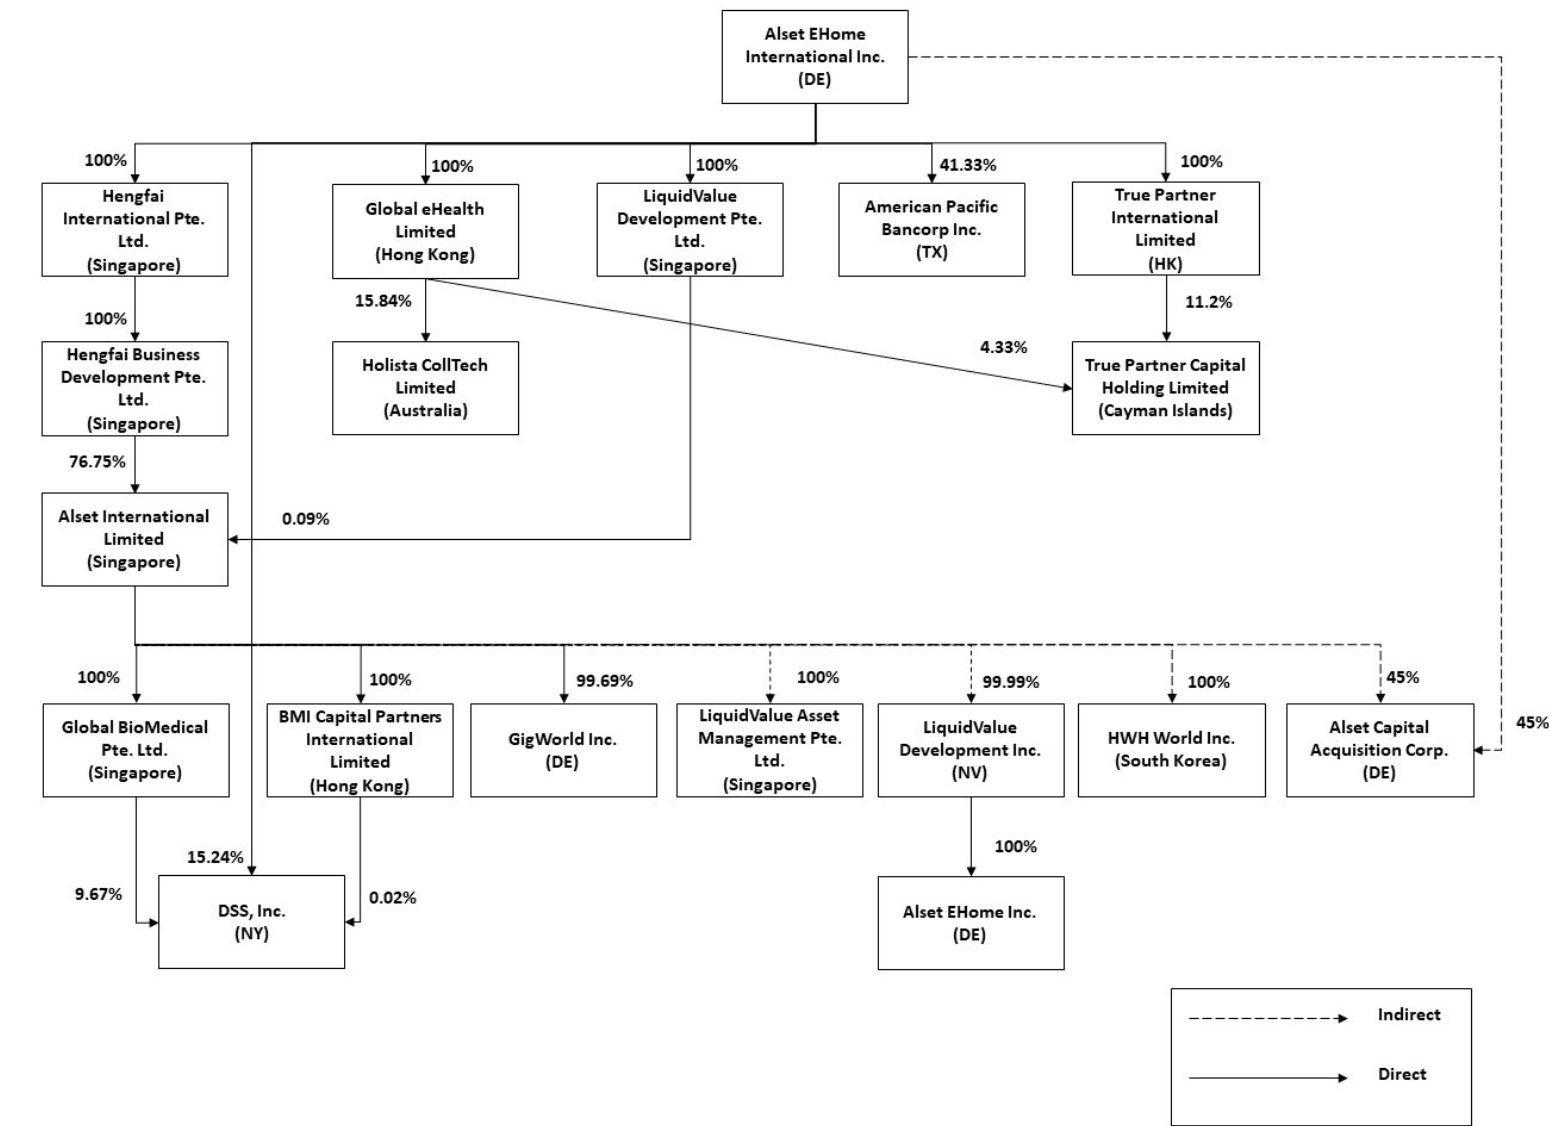 Alset EHome
International Inc.
(DE)
100%
100%
100%
41.33%
100%
Hengfai
International Pte.
Ltd.
(Singapore)
Global eHealth
Limited
(Hong Kong)
LiquidValue
Development Pte.
Ltd.
(Singapore)
American Pacific
Bancorp Inc.
(TX)
True Partner
International
Limited
(HK)
100%
15.84%
4.33%
11.2%
Hengfai Business
Development Pte.
Ltd.
(Singapore)
Holista CollTech
Limited
(Australia)
True Partner Capital
Holding Limited
(Cayman Islands)
76.75%
Alset International
Limited
(Singapore)
0.09%
100%
100%
99.69%
100%
99.99%
100%
45%
45%
Global BioMedical
Pte. Ltd.
(Singapore)
BMI Capital Partners
International
Limited
(Hong Kong)
GigWorld Inc.
(DE)
LiquidValue Asset
Management Pte.
Ltd.
(Singapore)
LiquidValue
Development Inc.
(NV)
HWH World Inc.
(South Korea)
Alset Capital
Acquisition Corp.
(DE)
9.67%
15.24%
0.02%
100%
DSS, Inc.
(NY)
Alset EHome Inc.
(DE)
Indirect
Direct